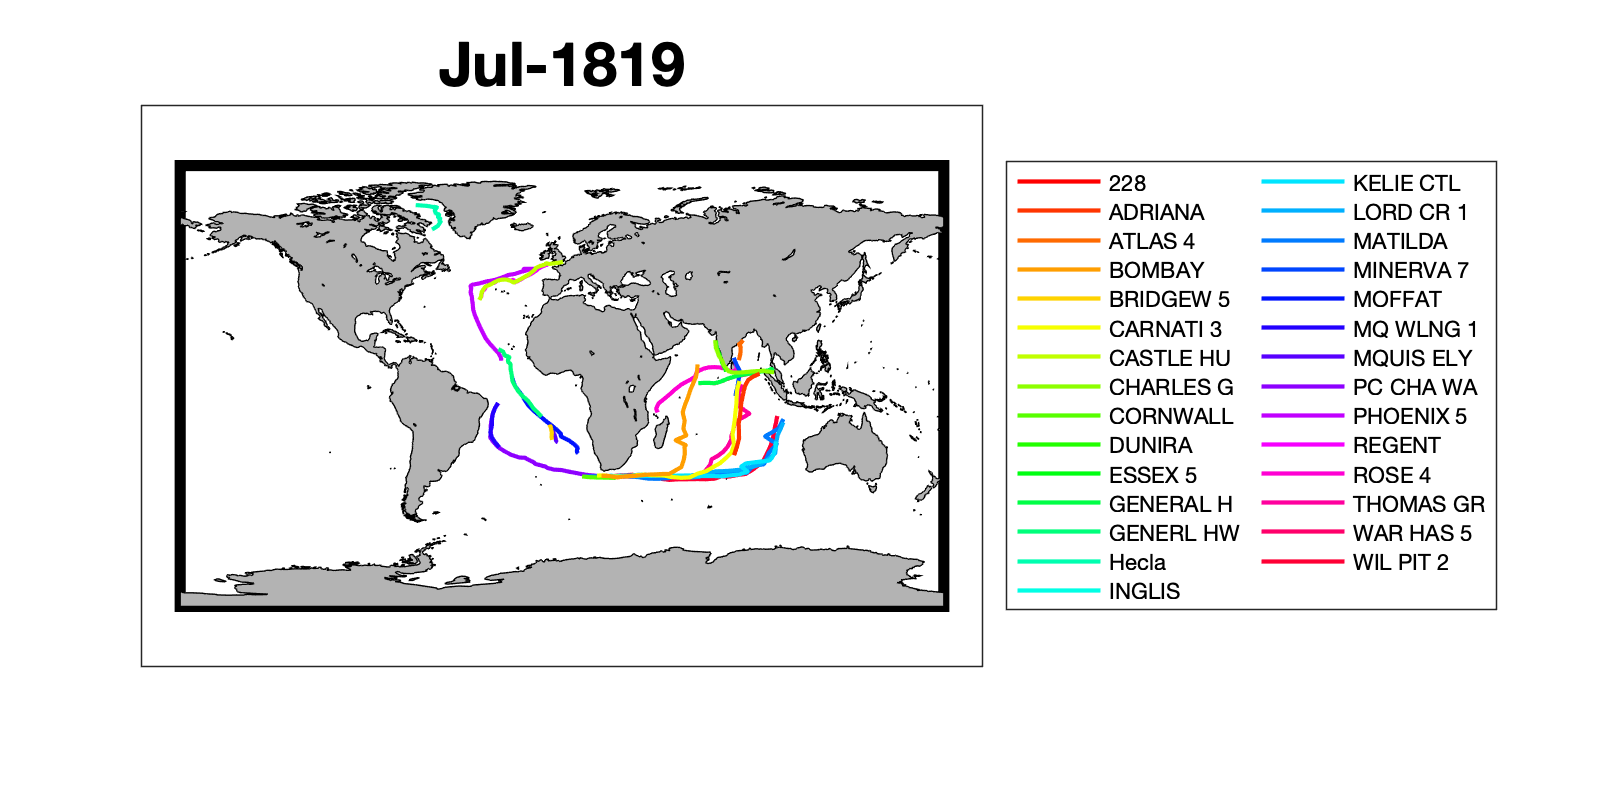 Jul-1819
228
ADRIANA
ATLAS 4
BOMBAY
BRIDGEW 5
CARNATI 3
CASTLE HU
CHARLES G
CORNWALL
DUNIRA
ESSEX 5
GENERAL H
GENERL HW
Hecla
INGLIS
KELIE CTL
LORD CR 1
MATILDA
MINERVA 7
MOFFAT
MQ WLNG 1
MQUIS ELY
PC CHA WA
PHOENIX 5
REGENT
ROSE 4
THOMAS GR
WAR HAS 5
WIL PIT 2